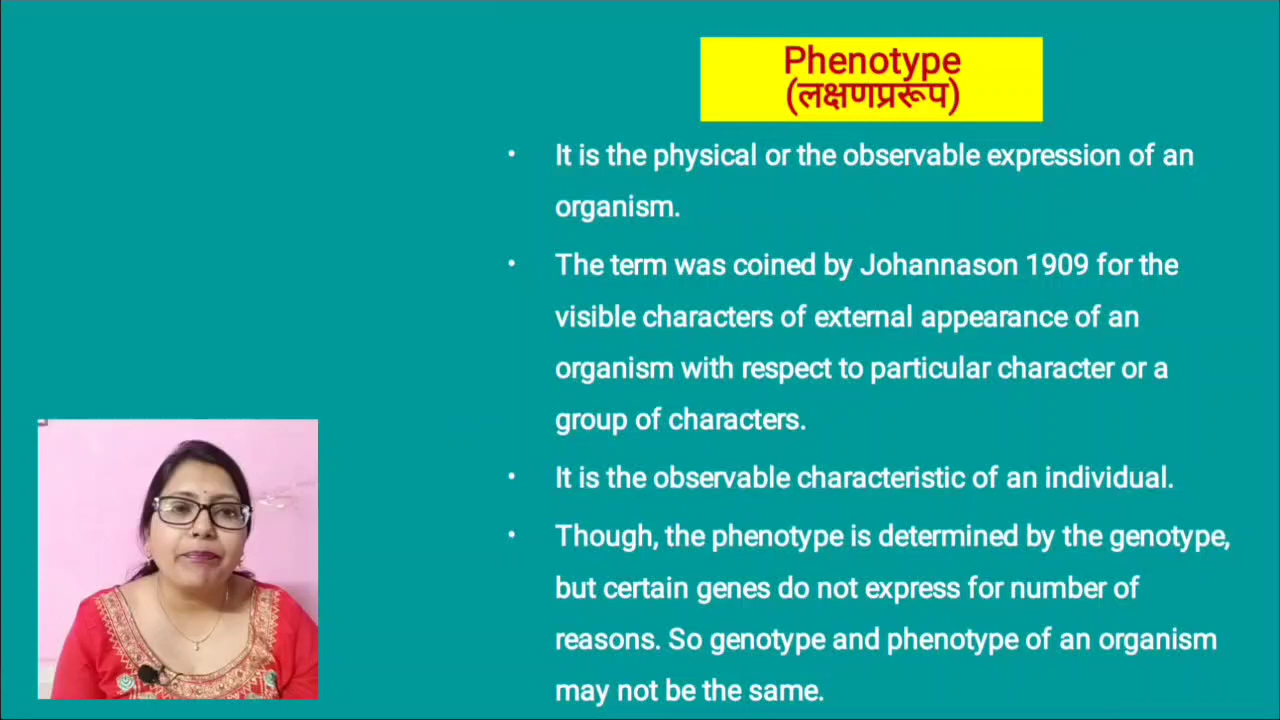 Phenotype
(लक्षणप्ररूप)
• It is the physical or the observable expression of an
organism.
• The term was coined by Johannason 1909 for the
visible characters of external appearance of an
organism with respect to particular character or a
group of characters.
• It is the observable characteristic of an individual.
• Though, the phenotype is determined by the genotype,
but certain genes do not express for number of
reasons. So genotype and phenotype of an organism
may not be the same.